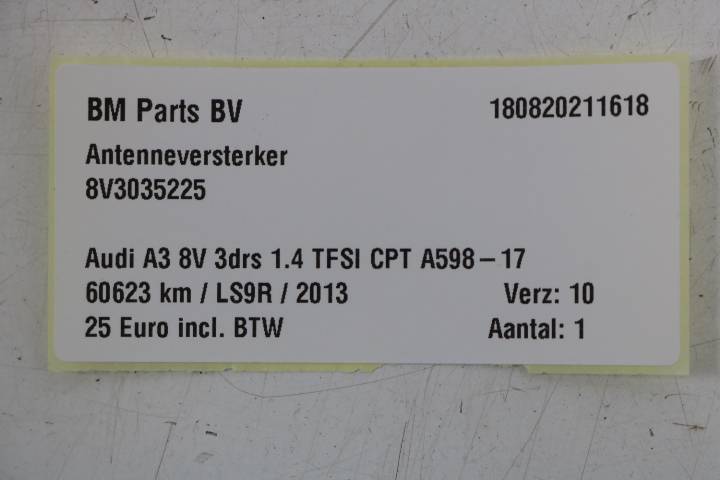 BM Parts BV 180820211618
Antenneversterker
8V3035225
Audi A3 8V 3drs 1.4 TFSI CPT A598-17
60623 km / LS9R / 2013 Verz: 10
25 Euro incl. BTW Aantal: 1